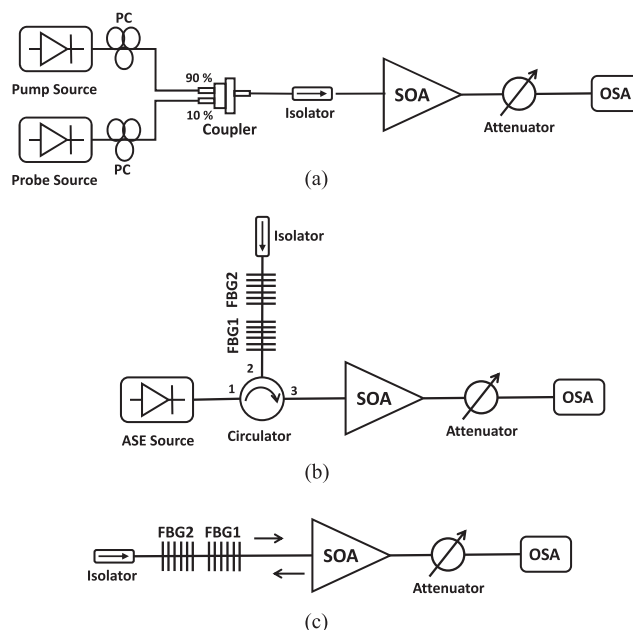 PC
Pump Source
90 %
10 %
Coupler
Isolator
SOA
Attenuator
OSA
Probe Source
PC
(a)
Isolator
FBG2
FBG1
2
1
3
ASE Source
Circulator
SOA
Attenuator
OSA
(b)
FBG2 FBG1
Isolator
SOA
Attenuator
OSA
(c)